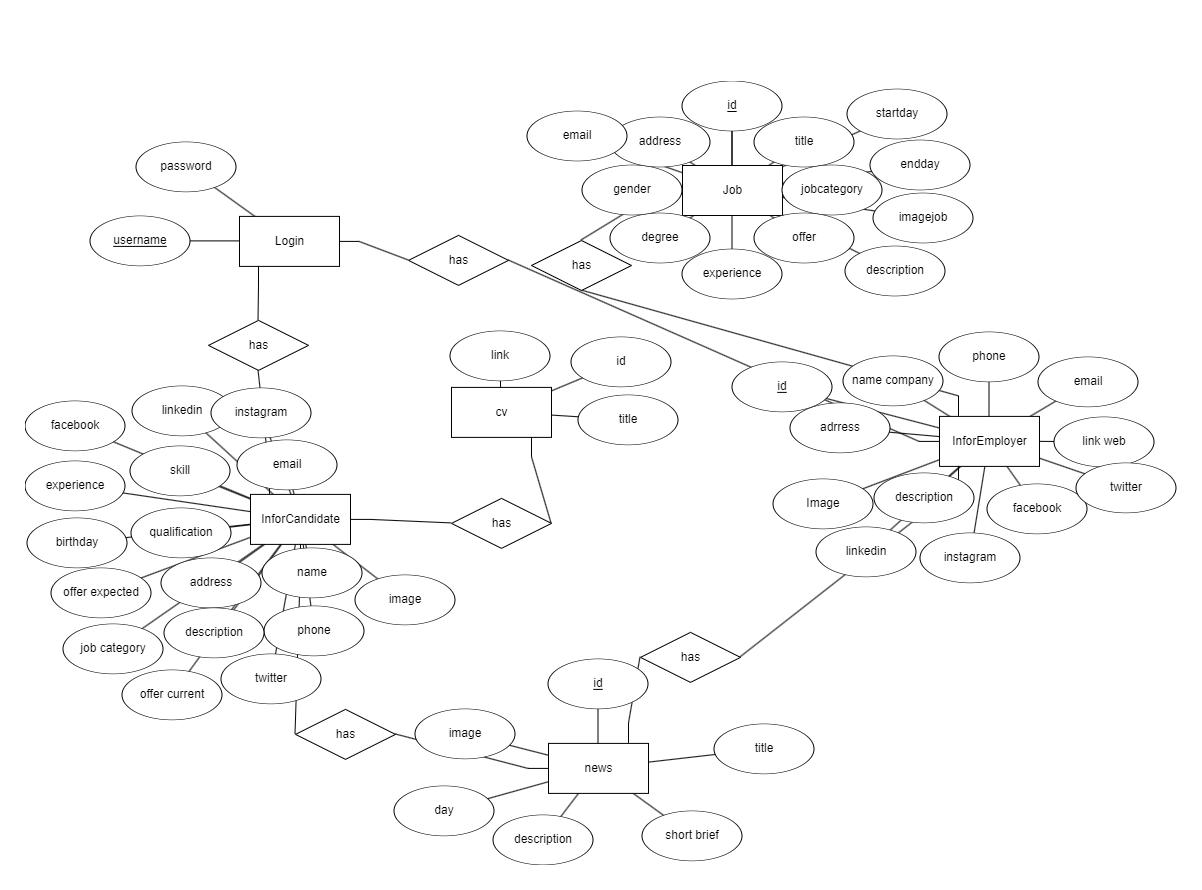 id
startday
email
address
title
password
endday
gender
Job
jobcategory
imagejob
username
Login
degree
offer
has
has
experience
description
has
link
id
phone
id
name company
email
linkedin
instagram
cv
title
facebook
adrress
InforEmployer
link web
skill
email
experience
Image
description
twitter
facebook
InforCandidate
has
birthday
qualification
linkedin
instagram
offer expected
address
name
image
job category
description
phone
has
offer current
twitter
id
has
image
title
news
day
description
short brief